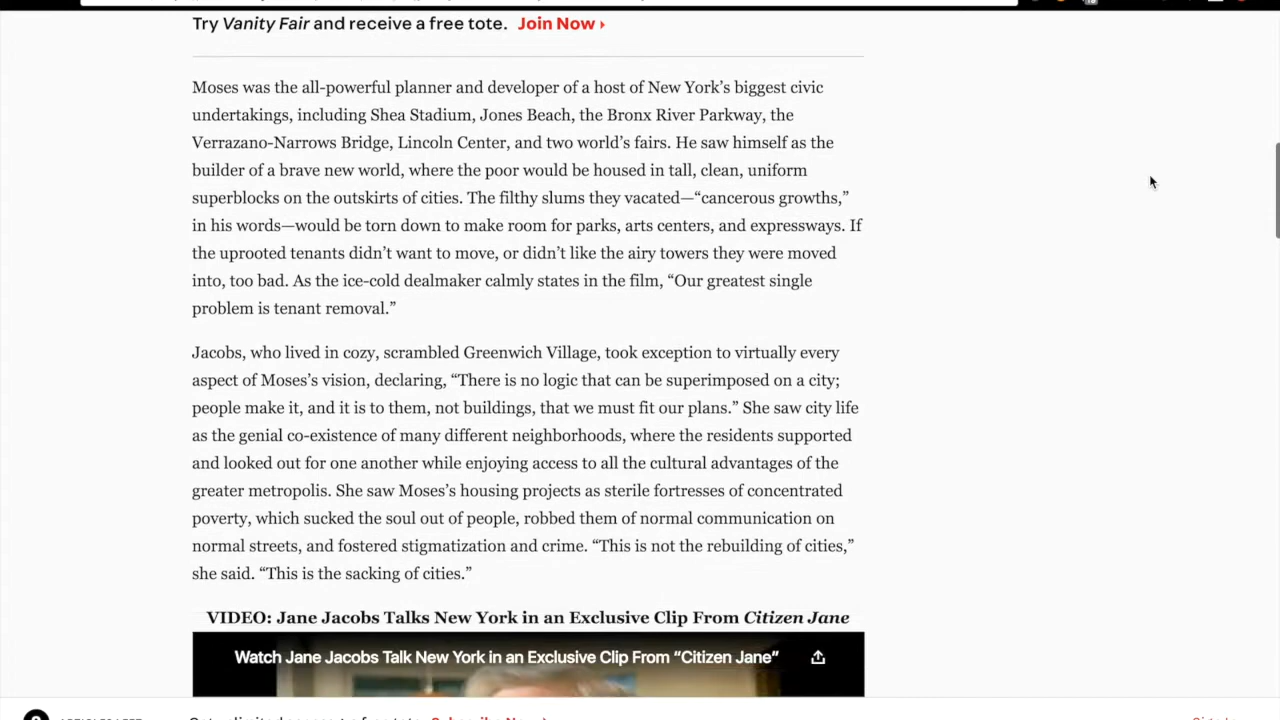 Try Vanity Fair and receive a free tote. Join Now
Moses was the all-powerful planner and developer of a host of New York’s biggest civic
undertakings, including Shea Stadium, Jones Beach, the Bronx River Parkway, the
Verrazano-Narrows Bridge, Lincoln Center, and two world’s fairs. He saw himself as the
builder of a brave new world, where the poor would be housed in tall, clean, uniform
superblocks on the outskirts of cities. The filthy slums they vacated—“cancerous growths,”
in his words—would be torn down to make room for parks, arts centers, and expressways. If
the uprooted tenants didn’t want to move, or didn’t like the airy towers they were moved
into, too bad. As the ice-cold dealmaker calmly states in the film, “Our greatest single
problem is tenant removal.”
Jacobs, who lived in cozy, scrambled Greenwich Village, took exception to virtually every
aspect of Moses’s vision, declaring, “There is no logic that can be superimposed on a city;
people make it, and it is to them, not buildings, that we must fit our plans.” She saw city life
as the genial co-existence of many different neighborhoods, where the residents supported
and looked out for one another while enjoying access to all the cultural advantages of the
greater metropolis. She saw Moses’s housing projects as sterile fortresses of concentrated
poverty, which sucked the soul out of people, robbed them of normal communication on
normal streets, and fostered stigmatization and crime. “This is not the rebuilding of cities,”
she said. “This is the sacking of cities.”
VIDEO: Jane Jacobs Talks New York in an Exclusive Clip From Citizen Jane
Watch Jane Jacobs Talk New York in an Exclusive Clip From “Citizen Jane”